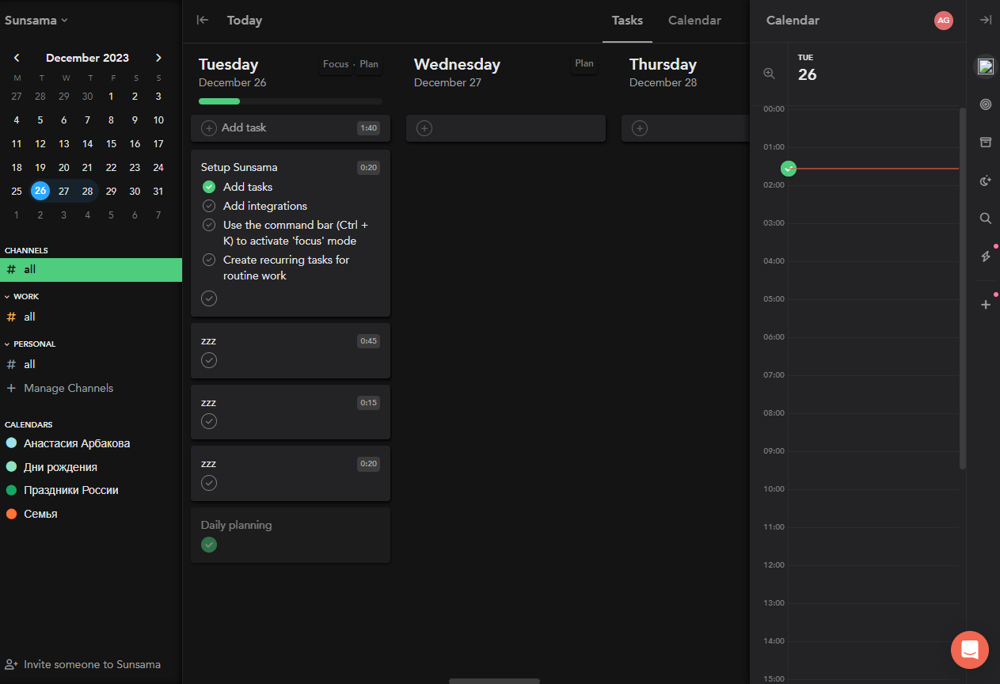 Sunsama
December 2023
M T W T F S S
27 28 29 30 1 2 3
4 5 6 7 8 9 10
11 12 13 14 15 16 17
18 19 20 21 22 23 24
25 26 27 28 29 30 31
1 2 3 4 5 6 7
CHANNELS
# all
WORK
# all
PERSONAL
# all
+ Manage Channels
CALENDARS
Анастасия Арбакова
Дни рождения
Праздники России
Семья
Invite someone to Sunsama
Today
Tasks
Calendar
Tuesday
Focus · Plan
December 26
Add task
1:40
Setup Sunsama
0:20
Add tasks
Add integrations
Use the command bar (Ctrl +
K) to activate 'focus' mode
Create recurring tasks for
routine work
zzz
0:45
zzz
0:15
zzz
0:20
Daily planning
Wednesday
Plan
December 27
Thursday
December 28
Calendar
AG
TUE
26
00:00
01:00
02:00
03:00
04:00
05:00
06:00
07:00
08:00
09:00
10:00
11:00
12:00
13:00
14:00
15:00